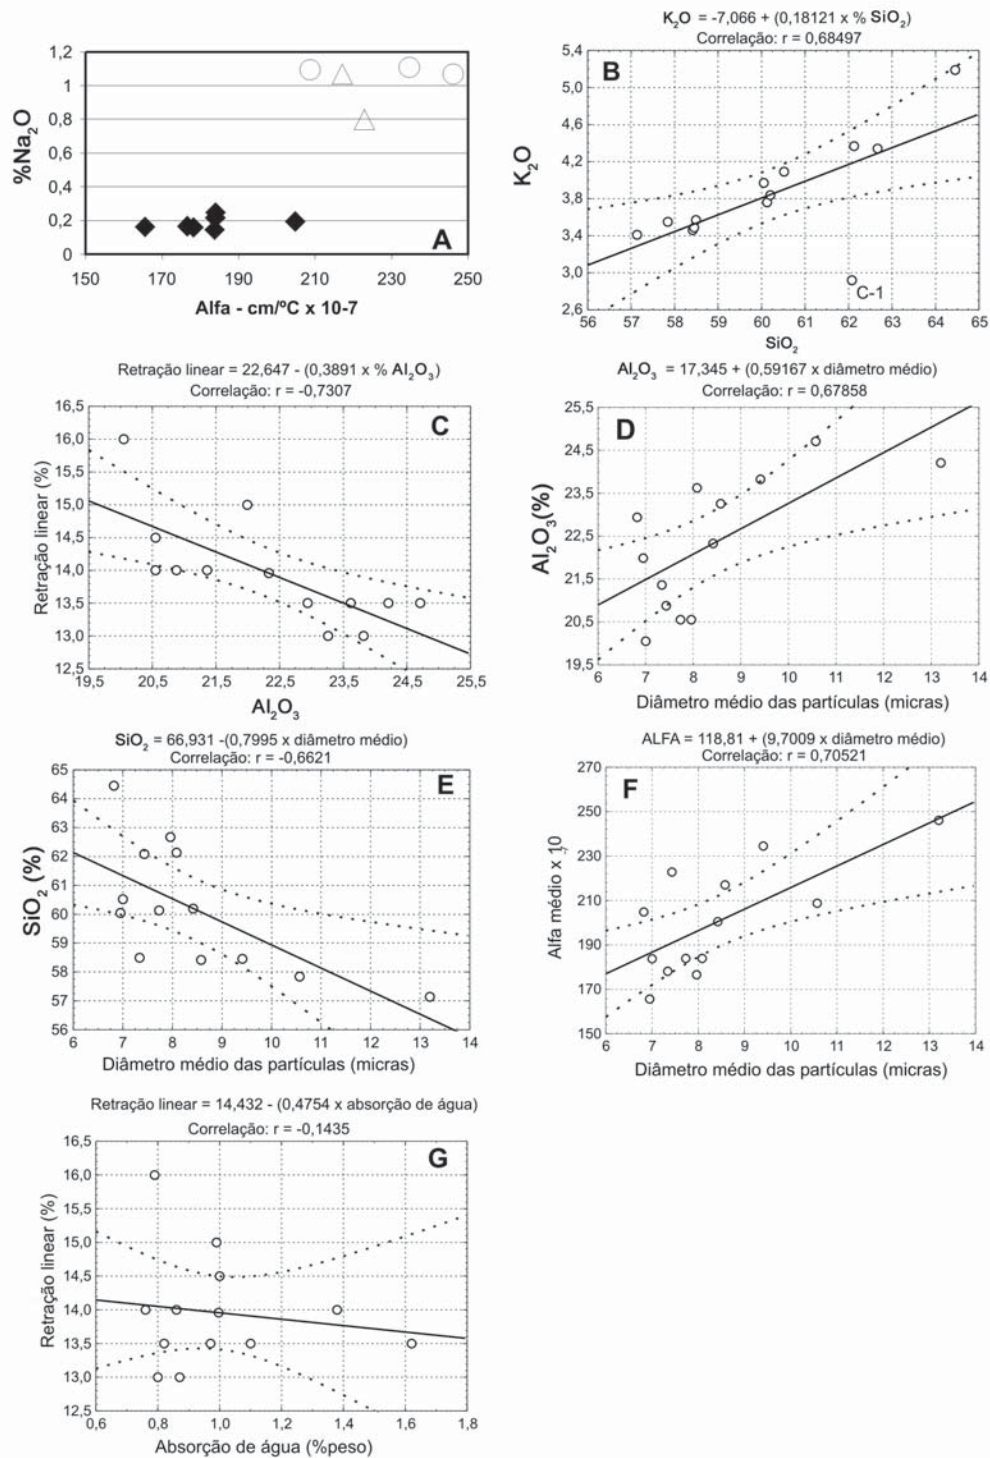 1,2
1
0,8
0,6
0,4
0,2
0
%Na₂O
A
150 170 190 210 230 250
Alfa - cm/ºC x 10-7
K₂O = -7,066 + (0,18121 x % SiO₂)
Correlação: r = 0,68497
5,4
5,0
4,6
4,2
3,8
3,4
3,0
2,6
K₂O
B
C-1
56 57 58 59 60 61 62 63 64 65
SiO₂
Retração linear = 22,647 - (0,3891 x % Al₂O₃)
Correlação: r = -0,7307
16,5
16,0
15,5
15,0
14,5
14,0
13,5
13,0
12,5
Retração linear (%)
C
19,5 20,5 21,5 22,5 23,5 24,5 25,5
Al₂O₃
Al₂O₃ = 17,345 + (0,59167 x diâmetro médio)
Correlação: r = 0,67858
25,5
24,5
23,5
22,5
21,5
20,5
19,5
Al₂O₃(%)
D
6 7 8 9 10 11 12 13 14
Diâmetro médio das partículas (micras)
SiO₂ = 66,931 -(0,7995 x diâmetro médio)
Correlação: r = -0,6621
65
64
63
62
61
60
59
58
57
56
SiO₂ (%)
E
6 7 8 9 10 11 12 13 14
Diâmetro médio das partículas (micras)
ALFA = 118,81 + (9,7009 x diâmetro médio)
Correlação: r = 0,70521
270
250
230
210
190
170
150
Alfa médio x 10
F
6 7 8 9 10 11 12 13 14
Diâmetro médio das partículas (micras)
Retração linear = 14,432 - (0,4754 x absorção de água)
Correlação: r = -0,1435
16,5
16,0
15,5
15,0
14,5
14,0
13,5
13,0
12,5
Retração linear (%)
G
0,6 0,8 1,0 1,2 1,4 1,6 1,8
Absorção de água (%peso)